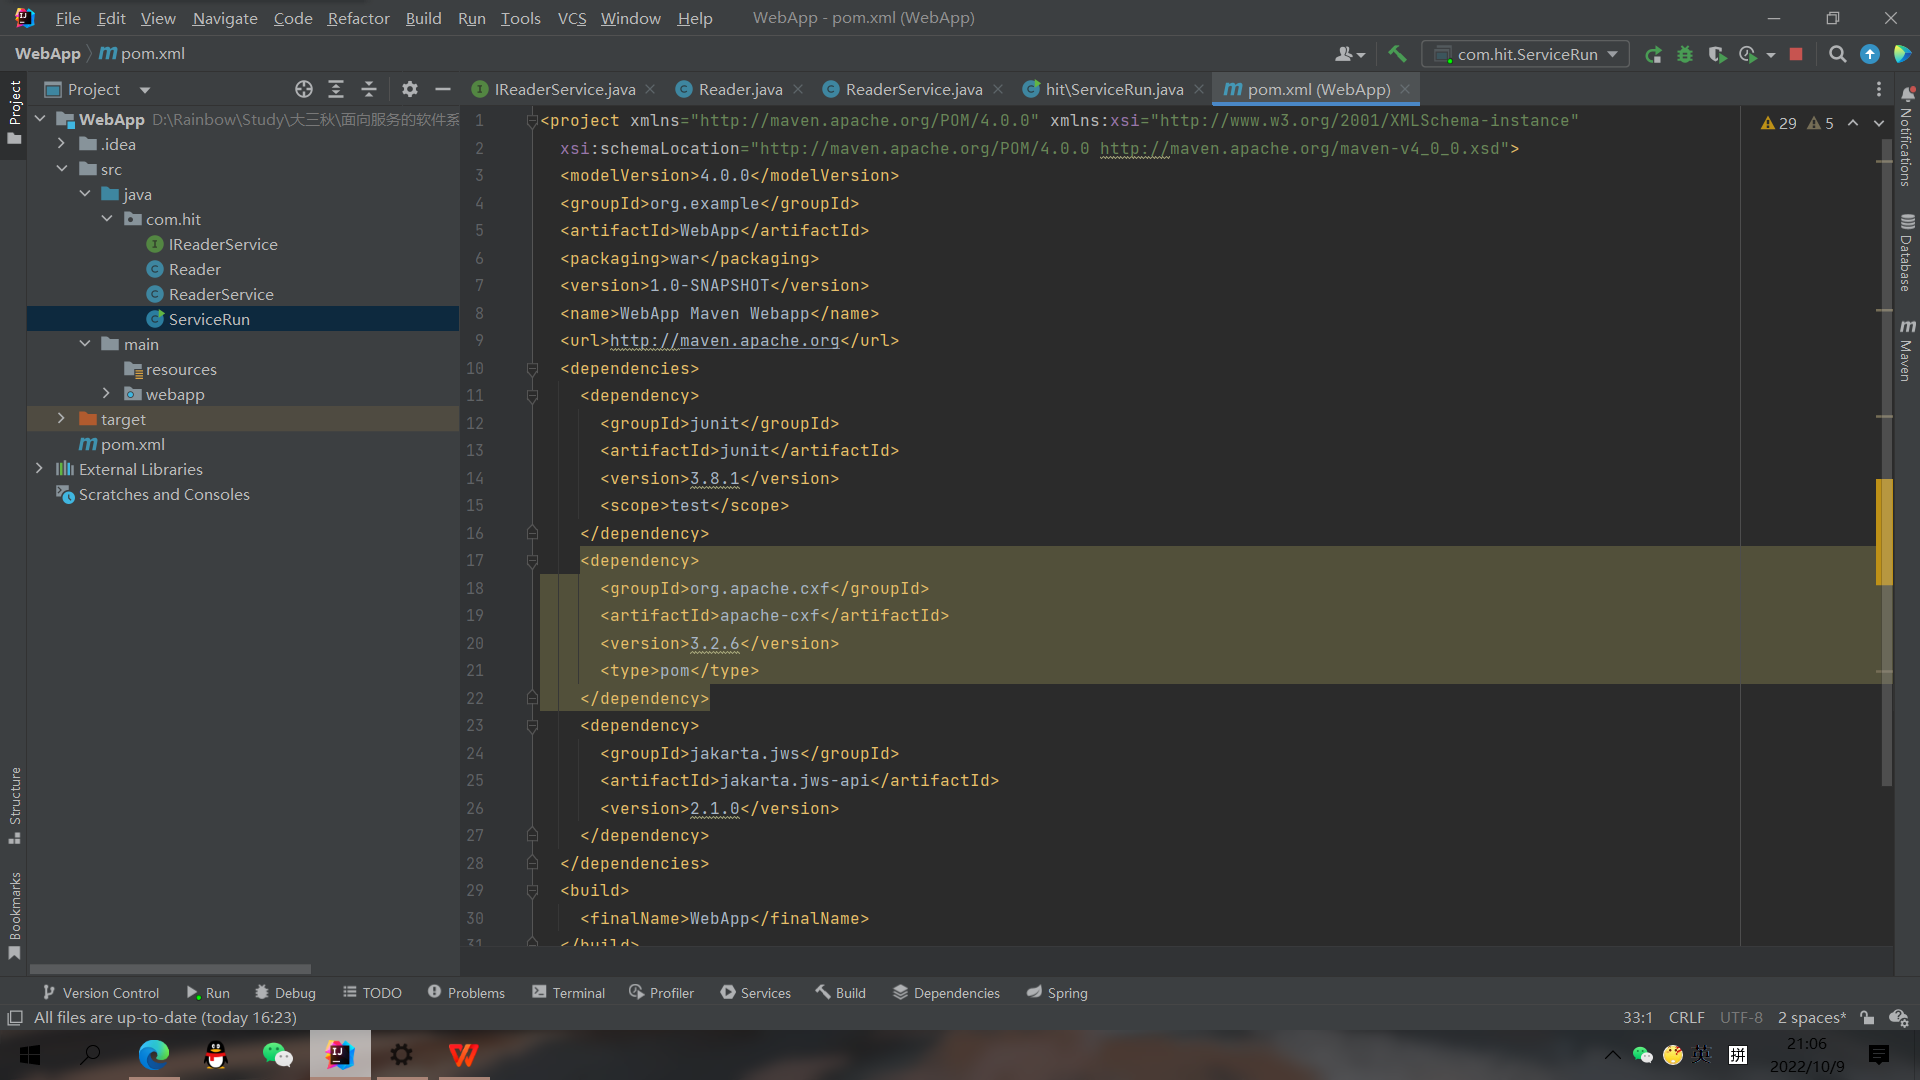 File Edit View Navigate Code Refactor Build Run Tools VCS Window Help WebApp - pom.xml (WebApp)
WebApp pom.xml
com.hit.ServiceRun
Project
IReaderService.java Reader.java ReaderService.java hit\ServiceRun.java pom.xml (WebApp)
Project
WebApp D:\Rainbow\Study\大三秋\面向服务的软件系
.idea
src
java
com.hit
IReaderService
Reader
ReaderService
ServiceRun
main
resources
webapp
target
pom.xml
External Libraries
Scratches and Consoles
Structure
Bookmarks
29 5
1 <project xmlns="http://maven.apache.org/POM/4.0.0" xmlns:xsi="http://www.w3.org/2001/XMLSchema-instance"
2 xsi:schemaLocation="http://maven.apache.org/POM/4.0.0 http://maven.apache.org/maven-v4_0_0.xsd">
3 <modelVersion>4.0.0</modelVersion>
4 <groupId>org.example</groupId>
5 <artifactId>WebApp</artifactId>
6 <packaging>war</packaging>
7 <version>1.0-SNAPSHOT</version>
8 <name>WebApp Maven Webapp</name>
9 <url>http://maven.apache.org</url>
10 <dependencies>
11 <dependency>
12 <groupId>junit</groupId>
13 <artifactId>junit</artifactId>
14 <version>3.8.1</version>
15 <scope>test</scope>
16 </dependency>
17 <dependency>
18 <groupId>org.apache.cxf</groupId>
19 <artifactId>apache-cxf</artifactId>
20 <version>3.2.6</version>
21 <type>pom</type>
22 </dependency>
23 <dependency>
24 <groupId>jakarta.jws</groupId>
25 <artifactId>jakarta.jws-api</artifactId>
26 <version>2.1.0</version>
27 </dependency>
28 </dependencies>
29 <build>
30 <finalName>WebApp</finalName>
31 </build>
Notifications
Database
Maven
Version Control Run Debug TODO Problems Terminal Profiler Services Build Dependencies Spring
All files are up-to-date (today 16:23)
33:1 CRLF UTF-8 2 spaces*
英 拼
21:06
2022/10/9